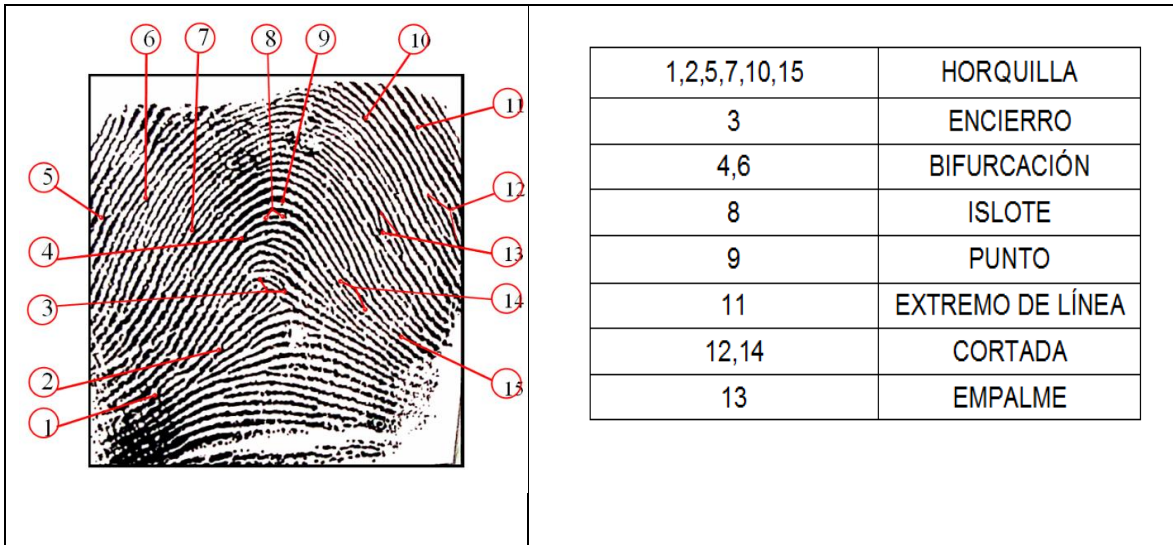 6 7 8 9 10
11
5
12
4
13
3
14
2
15
1
1,2,5,7,10,15 HORQUILLA
3 ENCIERRO
4,6 BIFURCACIÓN
8 ISLOTE
9 PUNTO
11 EXTREMO DE LÍNEA
12,14 CORTADA
13 EMPALME